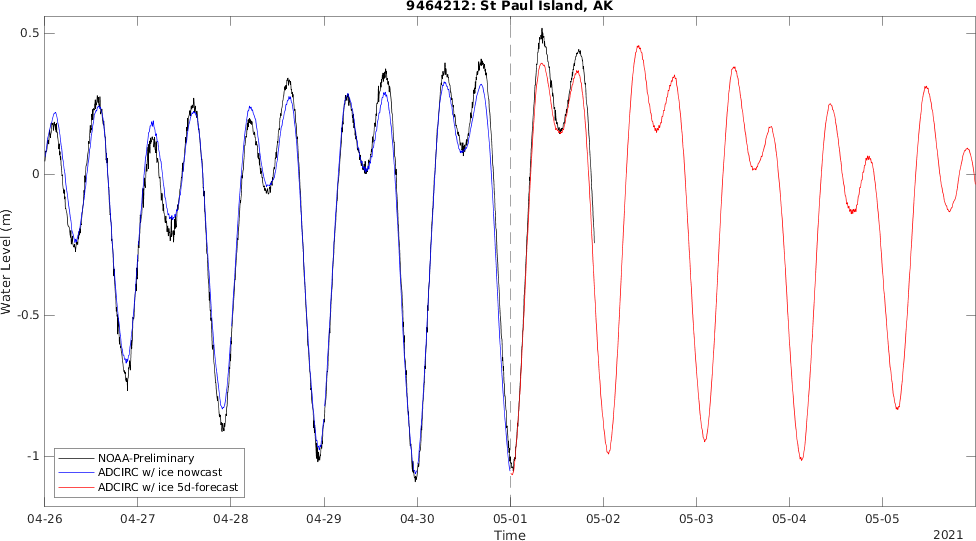 9464212: St Paul Island, AK
0.5
0
-0.5
-1
Water Level (m)
NOAA-Preliminary
ADCIRC w/ ice nowcast
ADCIRC w/ ice 5d-forecast
04-26 04-27 04-28 04-29 04-30 05-01 05-02 05-03 05-04 05-05
Time
2021